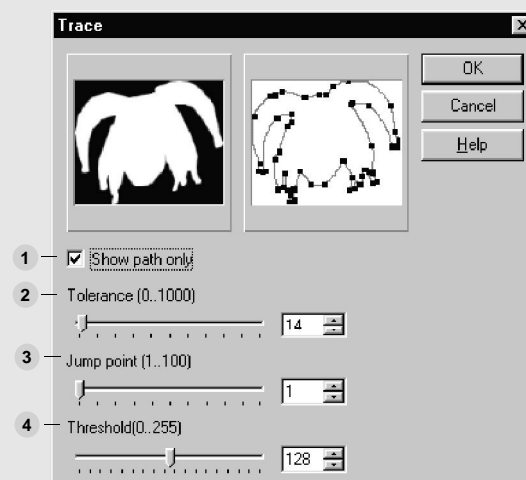 Trace
OK
Cancel
Help
1 Show path only
2 Tolerance (0..1000)
14
3 Jump point (1..100)
1
4 Threshold(0..255)
128